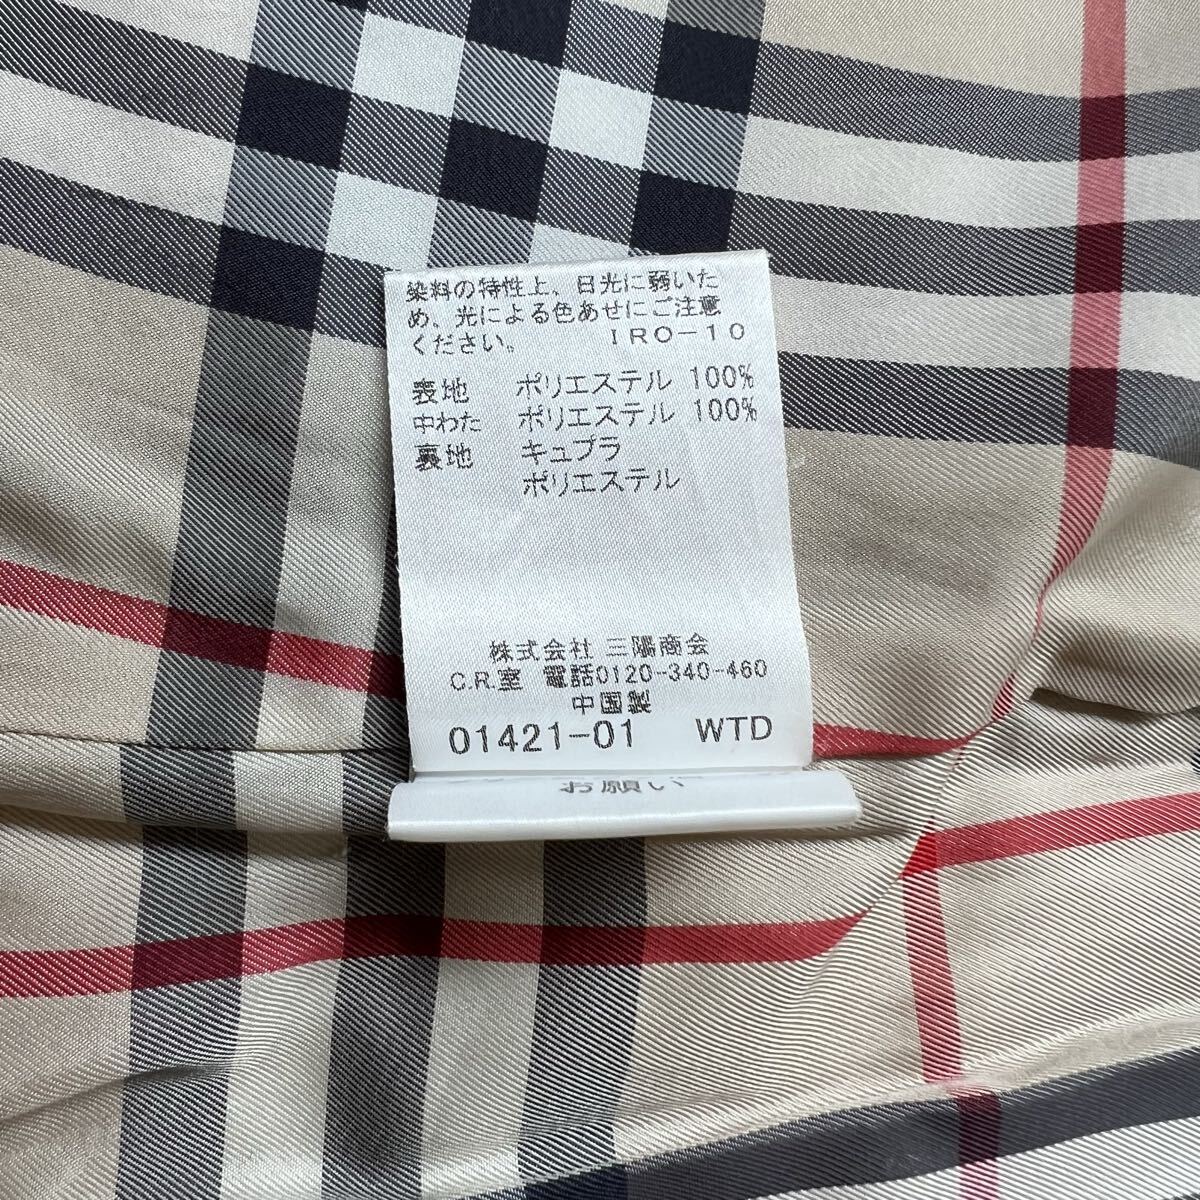 染料の特性上、日光に弱いた
め、光による色あせにご注意
ください。 IRO-10
表地 ポリエステル 100%
中わた ポリエステル 100%
裏地 キュプラ
ポリエステル
株式会社 三陽商会
C.R.室 電話0120-340-460
中国製
01421-01 WTD
お願い